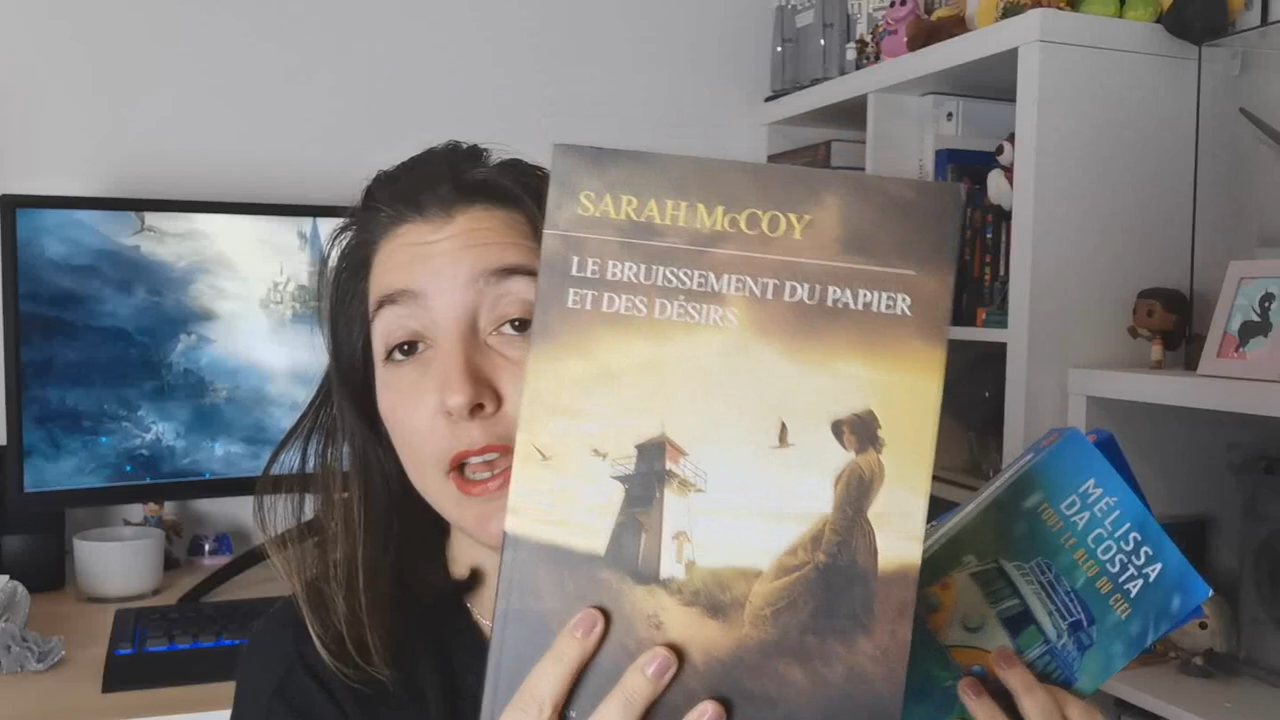 SARAH McCOY
LE BRUISSEMENT DU PAPIER
ET DES DÉSIRS
MÉLISSA
DA COSTA
TOUT LE BLEU DU CIEL